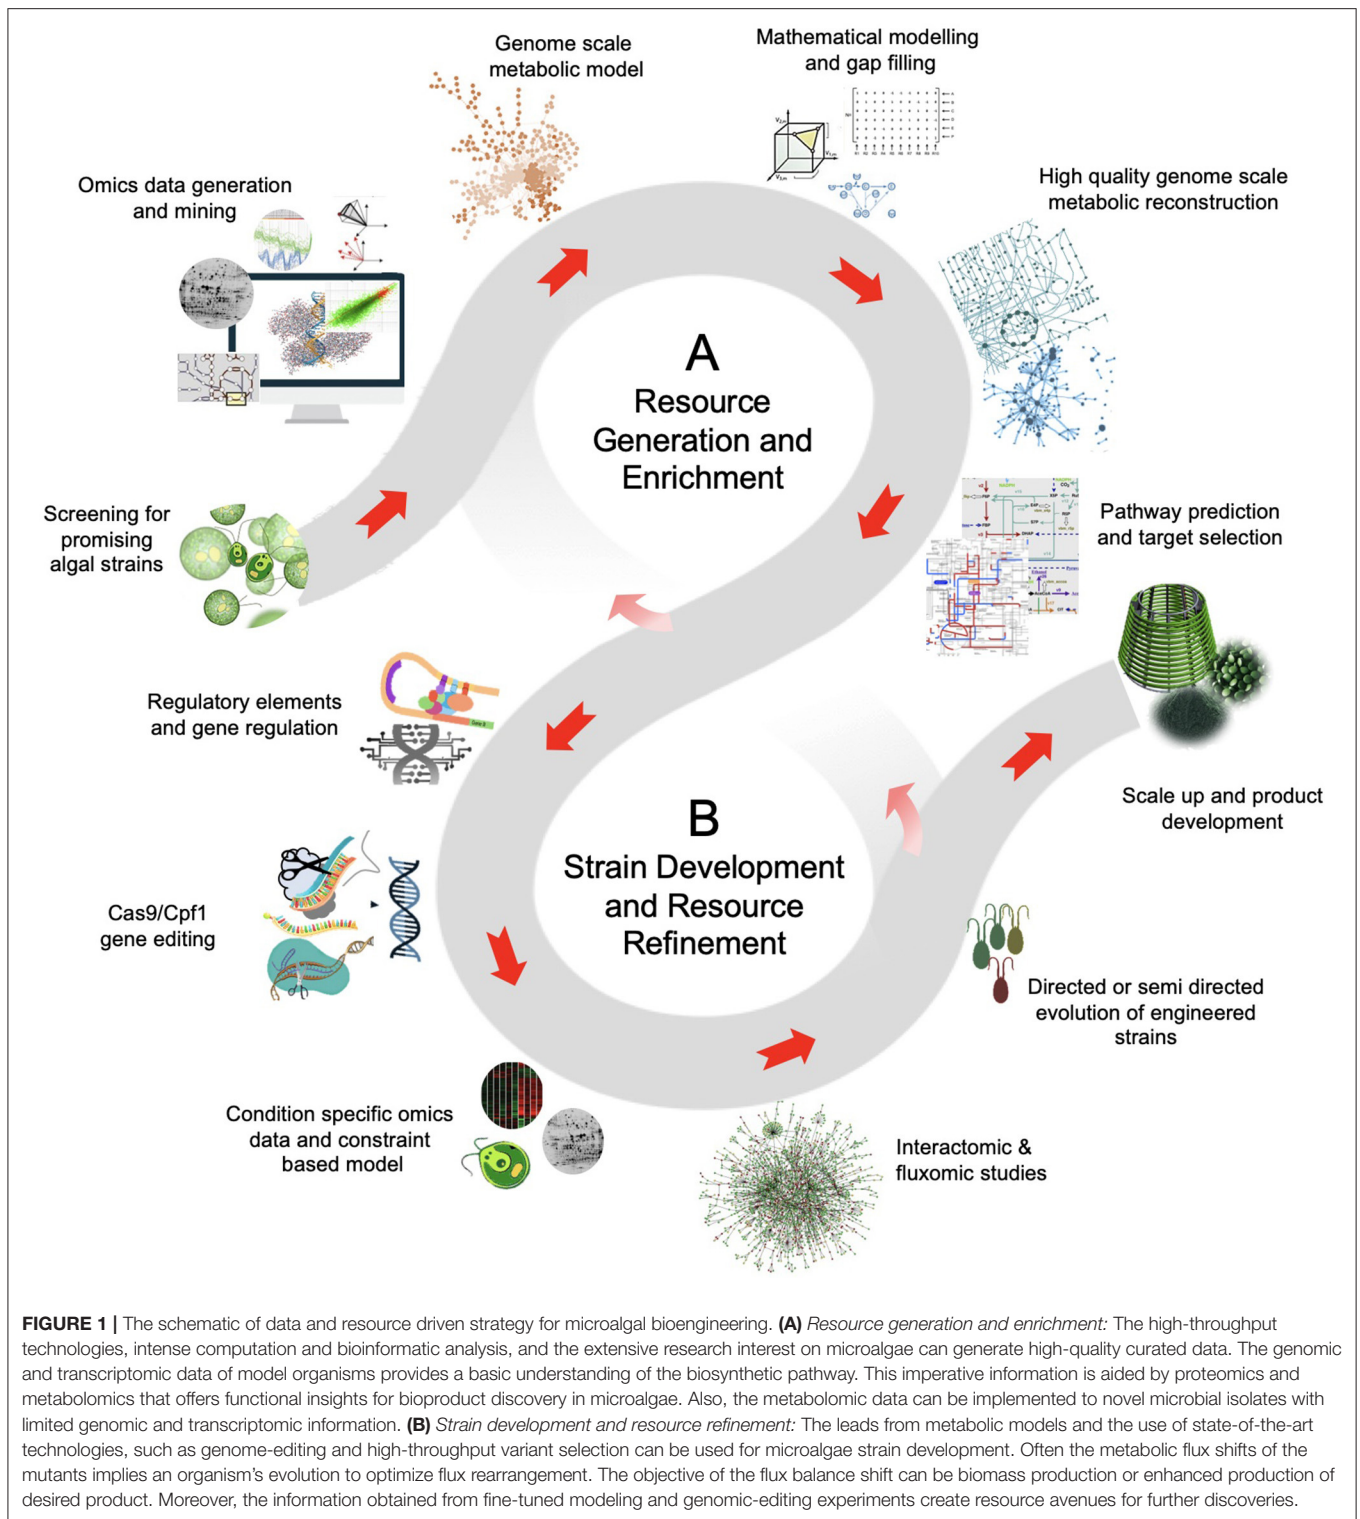 Genome scale
metabolic model
Mathematical modelling
and gap filling
Omics data generation
and mining
High quality genome scale
metabolic reconstruction
A
Resource
Generation and
Enrichment
Screening for
promising
algal strains
Pathway prediction
and target selection
Regulatory elements
and gene regulation
Scale up and product
development
B
Strain Development
and Resource
Refinement
Cas9/Cpf1
gene editing
Directed or semi directed
evolution of engineered
strains
Condition specific omics
data and constraint
based model
Interactomic &
fluxomic studies
FIGURE 1 | The schematic of data and resource driven strategy for microalgal bioengineering. (A) Resource generation and enrichment: The high-throughput
technologies, intense computation and bioinformatic analysis, and the extensive research interest on microalgae can generate high-quality curated data. The genomic
and transcriptomic data of model organisms provides a basic understanding of the biosynthetic pathway. This imperative information is aided by proteomics and
metabolomics that offers functional insights for bioproduct discovery in microalgae. Also, the metabolomic data can be implemented to novel microbial isolates with
limited genomic and transcriptomic information. (B) Strain development and resource refinement: The leads from metabolic models and the use of state-of-the-art
technologies, such as genome-editing and high-throughput variant selection can be used for microalgae strain development. Often the metabolic flux shifts of the
mutants implies an organism's evolution to optimize flux rearrangement. The objective of the flux balance shift can be biomass production or enhanced production of
desired product. Moreover, the information obtained from fine-tuned modeling and genomic-editing experiments create resource avenues for further discoveries.